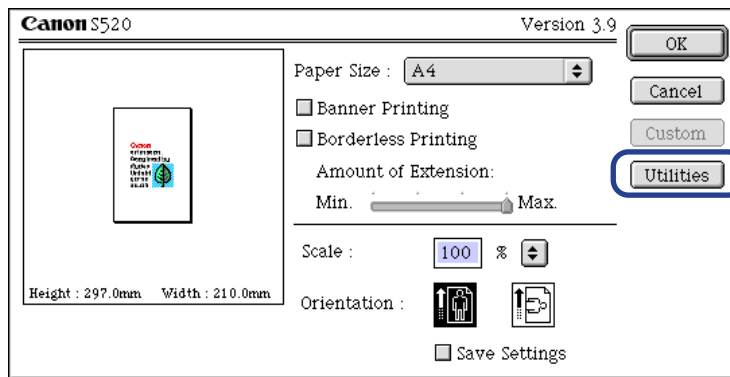 Canon S520
Version 3.9
Paper Size : A4
Banner Printing
Borderless Printing
Amount of Extension:
Min. Max.
Scale : 100 %
Orientation :
Save Settings
OK
Cancel
Custom
Utilities
Canon
Height : 297.0mm Width : 210.0mm